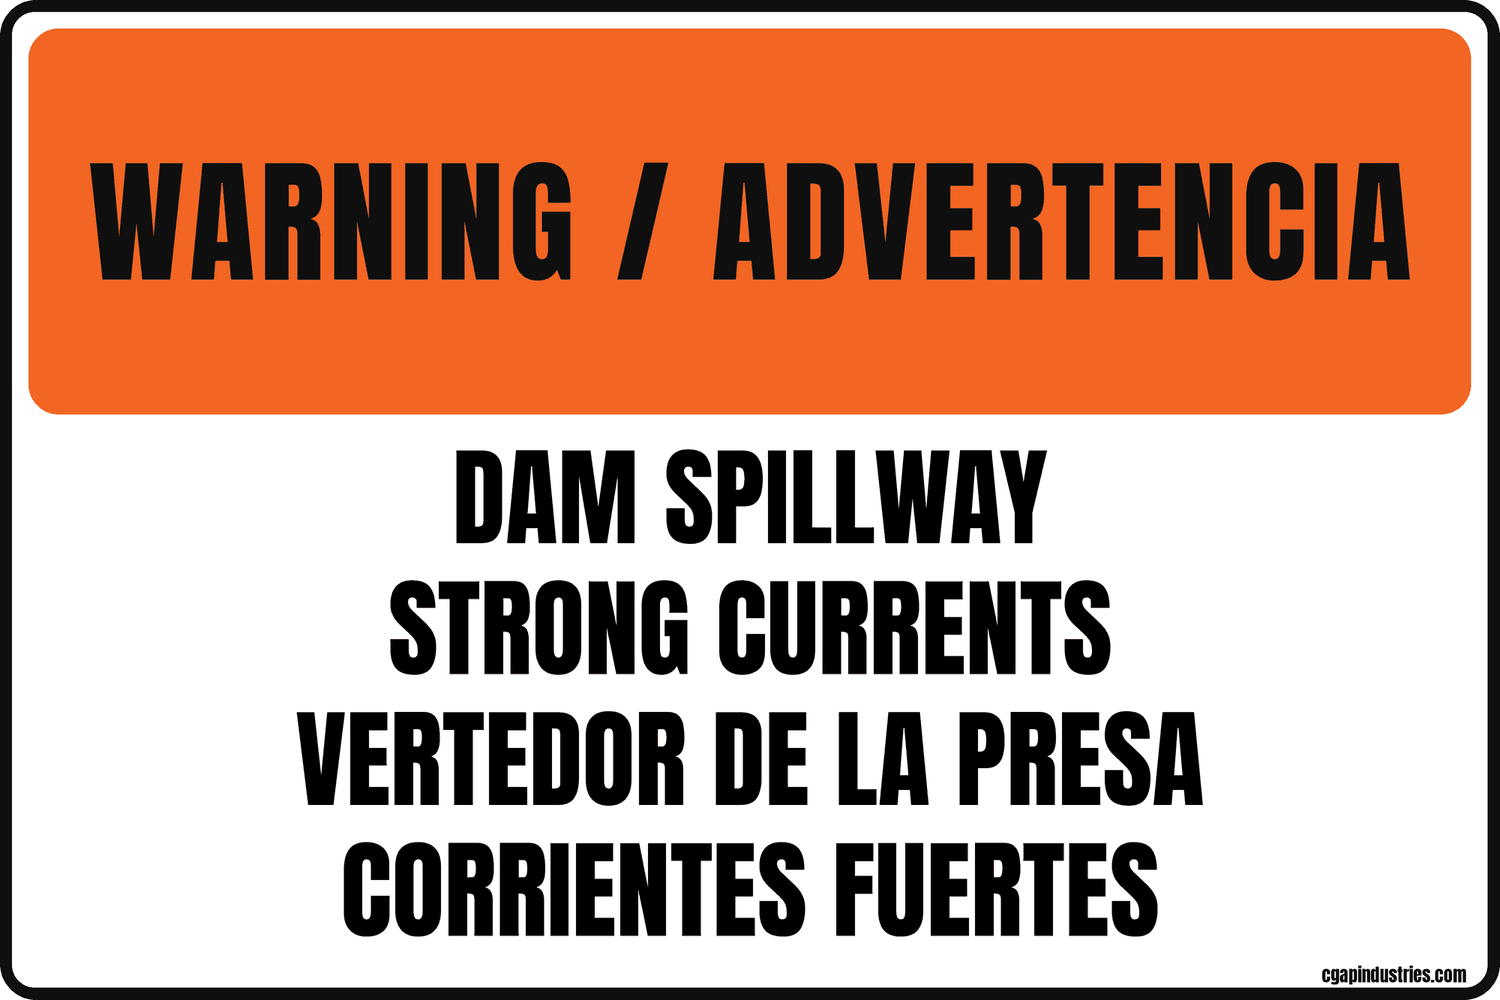 WARNING / ADVERTENCIA
DAM SPILLWAY
STRONG CURRENTS
VERTEDOR DE LA PRESA
CORRIENTES FUERTES
cgapindustries.com